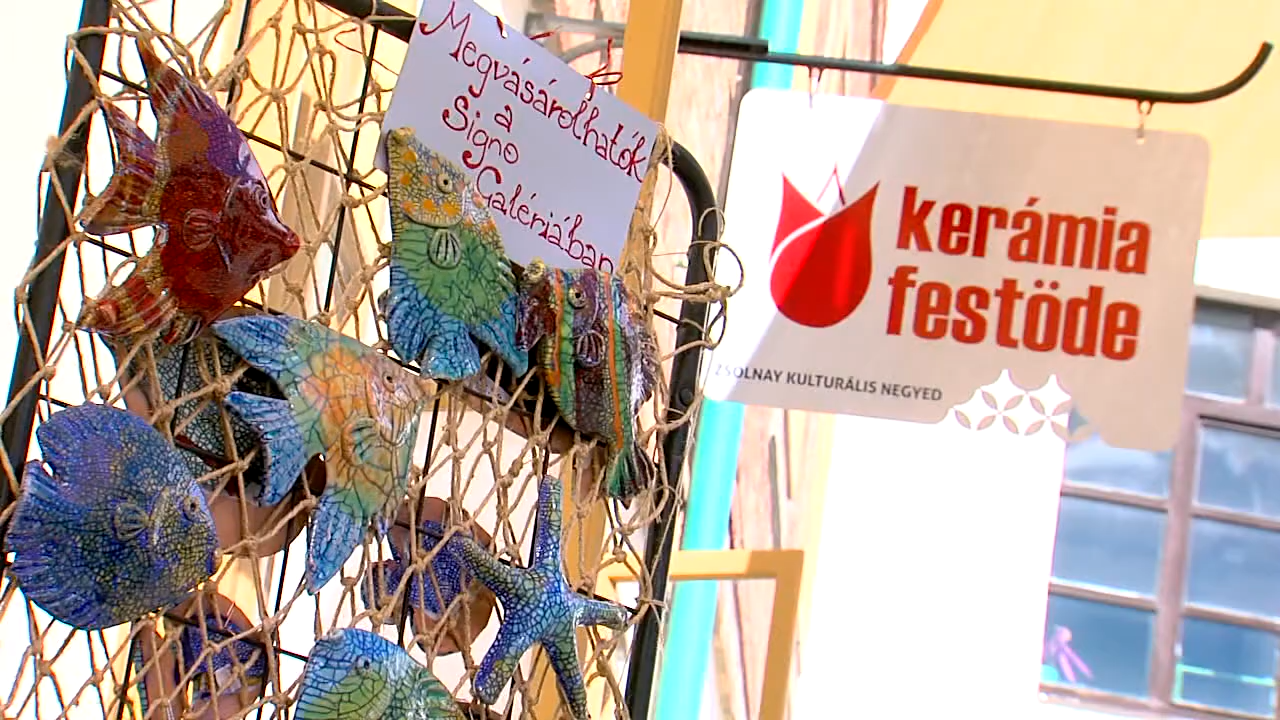 Megvásárolhatók
a
Signo
Galériában
kerámia
festöde
ZSOLNAY KULTURÁLIS NEGYED